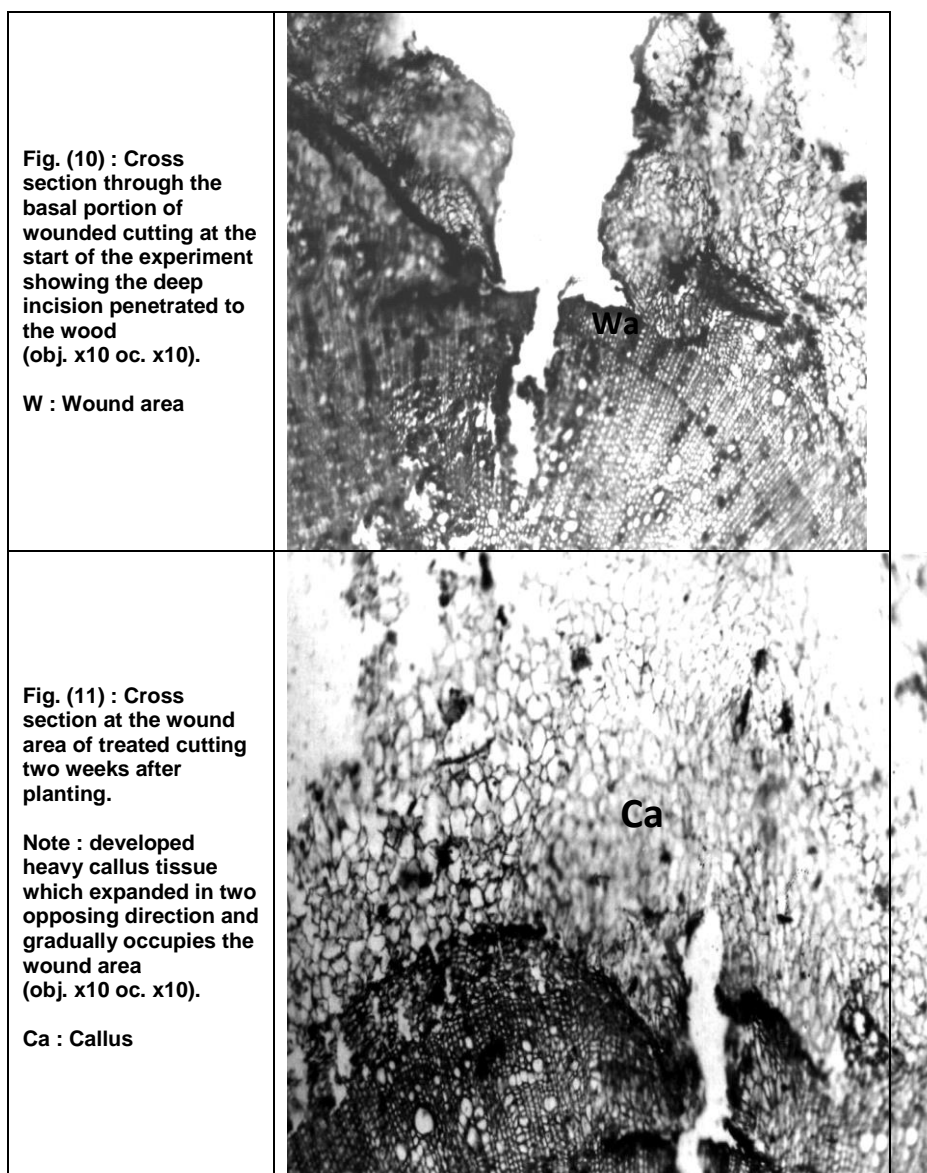 Fig. (10) : Cross
section through the
basal portion of
wounded cutting at the
start of the experiment
showing the deep
incision penetrated to
the wood
(obj. x10 oc. x10).
W : Wound area
Wa
Fig. (11) : Cross
section at the wound
area of treated cutting
two weeks after
planting.
Note : developed
heavy callus tissue
which expanded in two
opposing direction and
gradually occupies the
wound area
(obj. x10 oc. x10).
Ca : Callus
Ca